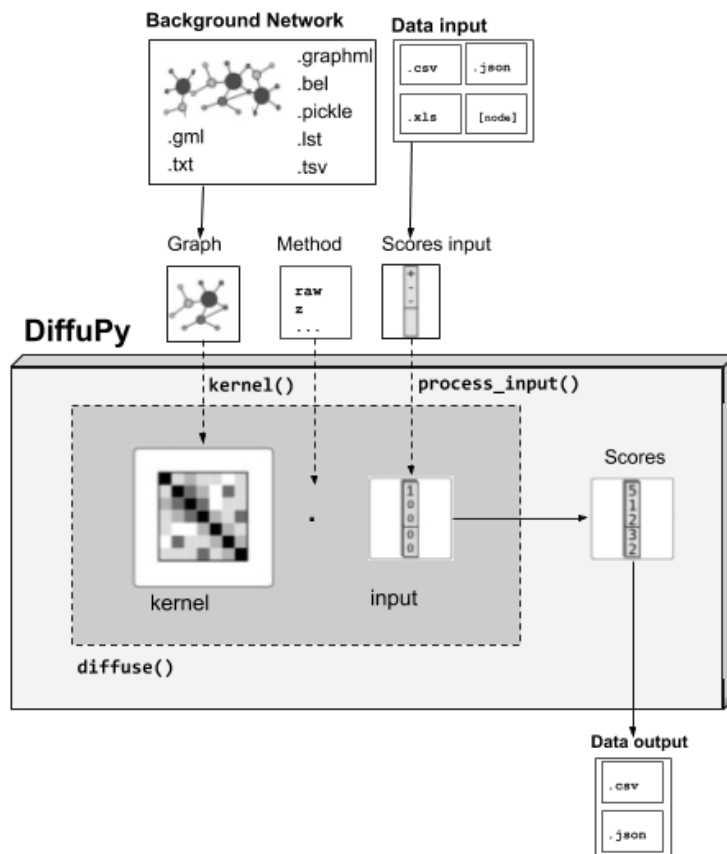 Background Network
.graphml
.bel
.pickle
.gml
.lst
.txt
.tsv
Data input
.csv
.json
.xls
[node]
Graph
Method
Scores input
raw
z
...
+
-
-
DiffuPy
kernel()
process_input()
kernel
.
1
0
0
0
0
input
Scores
5
1
2
3
2
diffuse()
Data output
.csv
.json